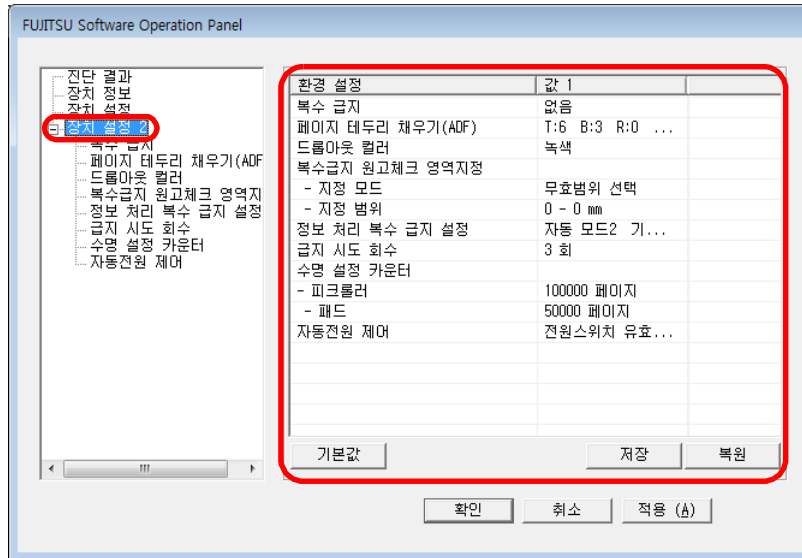 FUJITSU Software Operation Panel
진단 결과
장치 정보
장치 설정
장치 설정 2
복수 급지
페이지 테두리 채우기(ADF
드롭아웃 컬러
복수급지 원고체크 영역지
정보 처리 복수 급지 설정
급지 시도 회수
수명 설정 카운터
자동전원 제어
환경 설정 값 1
복수 급지 없음
페이지 테두리 채우기(ADF) T:6 B:3 R:0 ...
드롭아웃 컬러 녹색
복수급지 원고체크 영역지정
- 지정 모드 무효범위 선택
- 지정 범위 0 - 0 mm
정보 처리 복수 급지 설정 자동 모드2 기...
급지 시도 회수 3 회
수명 설정 카운터
- 피크롤러 100000 페이지
- 패드 50000 페이지
자동전원 제어 전원스위치 유효...
기본값 저장 복원
확인 취소 적용 (A)